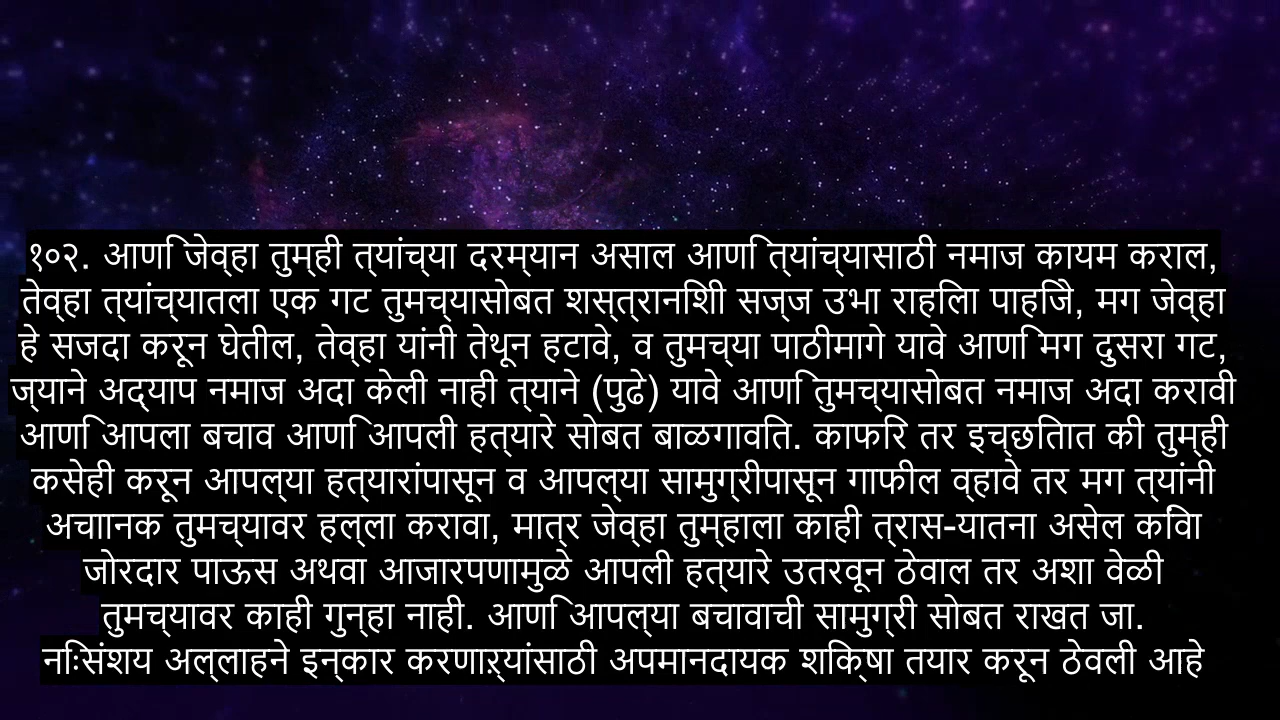 १०२. आणि जेव्हा तुम्ही त्यांच्या दरम्यान असाल आणि त्यांच्यासाठी नमाज कायम कराल,
तेव्हा त्यांच्यातला एक गट तुमच्यासोबत शस्त्रानिशी सज्ज उभा राहिला पाहिजे, मग जेव्हा
हे सजदा करून घेतील, तेव्हा यांनी तेथून हटावे, व तुमच्या पाठीमागे यावे आणि मग दुसरा गट,
ज्याने अद्याप नमाज अदा केली नाही त्याने (पुढे) यावे आणि तुमच्यासोबत नमाज अदा करावी
आणि आपला बचाव आणि आपली हत्यारे सोबत बाळगावित. काफिर तर इच्छितात की तुम्ही
कसेही करून आपल्या हत्यारांपासून व आपल्या सामुग्रीपासून गाफील व्हावे तर मग त्यांनी
अचाानक तुमच्यावर हल्ला करावा, मात्र जेव्हा तुम्हाला काही त्रास-यातना असेल किंवा
जोरदार पाऊस अथवा आजारपणामुळे आपली हत्यारे उतरवून ठेवाल तर अशा वेळी
तुमच्यावर काही गुन्हा नाही. आणि आपल्या बचावाची सामुग्री सोबत राखत जा.
निःसंशय अल्लाहने इन्कार करणाऱ्यांसाठी अपमानदायक शिक्षा तयार करून ठेवली आहे